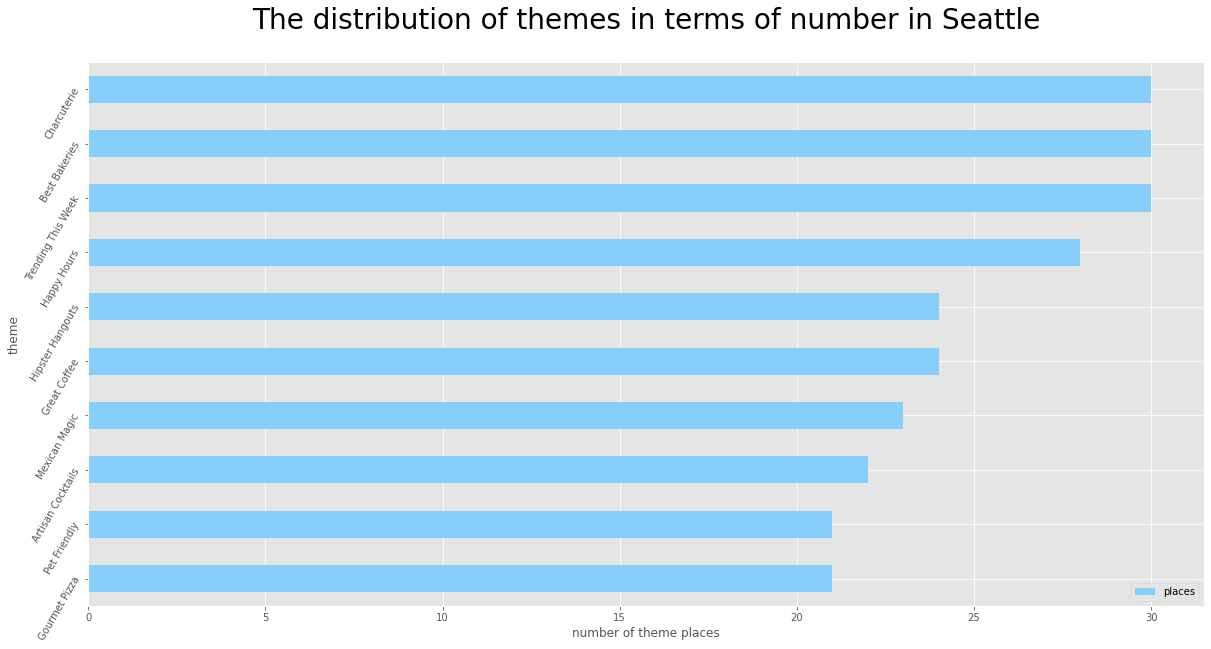 The distribution of themes in terms of number in Seattle
theme
Charcuterie
Best Bakeries
Trending This Week
Happy Hours
Hipster Hangouts
Great Coffee
Mexican Magic
Artisan Cocktails
Pet Friendly
Gourmet Pizza
places
0 5 10 15 20 25 30
number of theme places